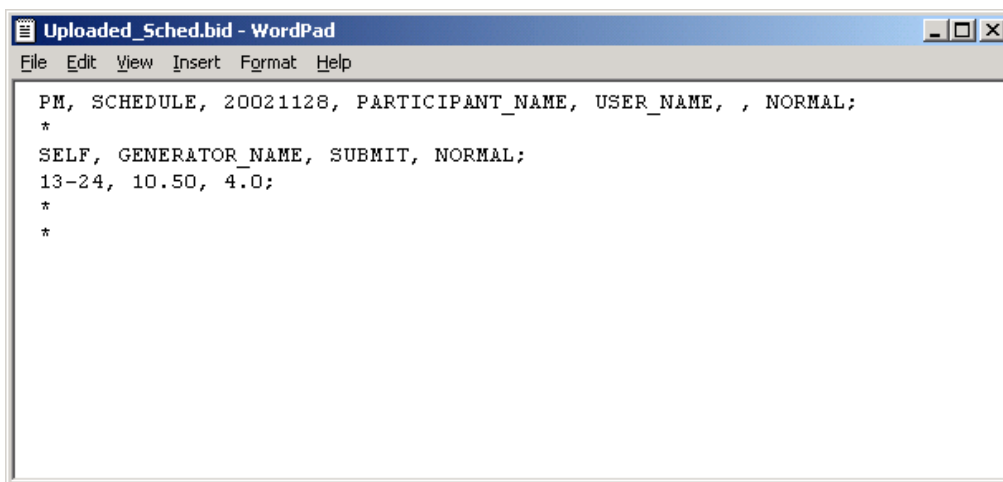 Uploaded_Sched.bid - WordPad
File Edit View Insert Format Help
PM, SCHEDULE, 20021128, PARTICIPANT_NAME, USER_NAME, , NORMAL;
*
SELF, GENERATOR_NAME, SUBMIT, NORMAL;
13-24, 10.50, 4.0;
*
*